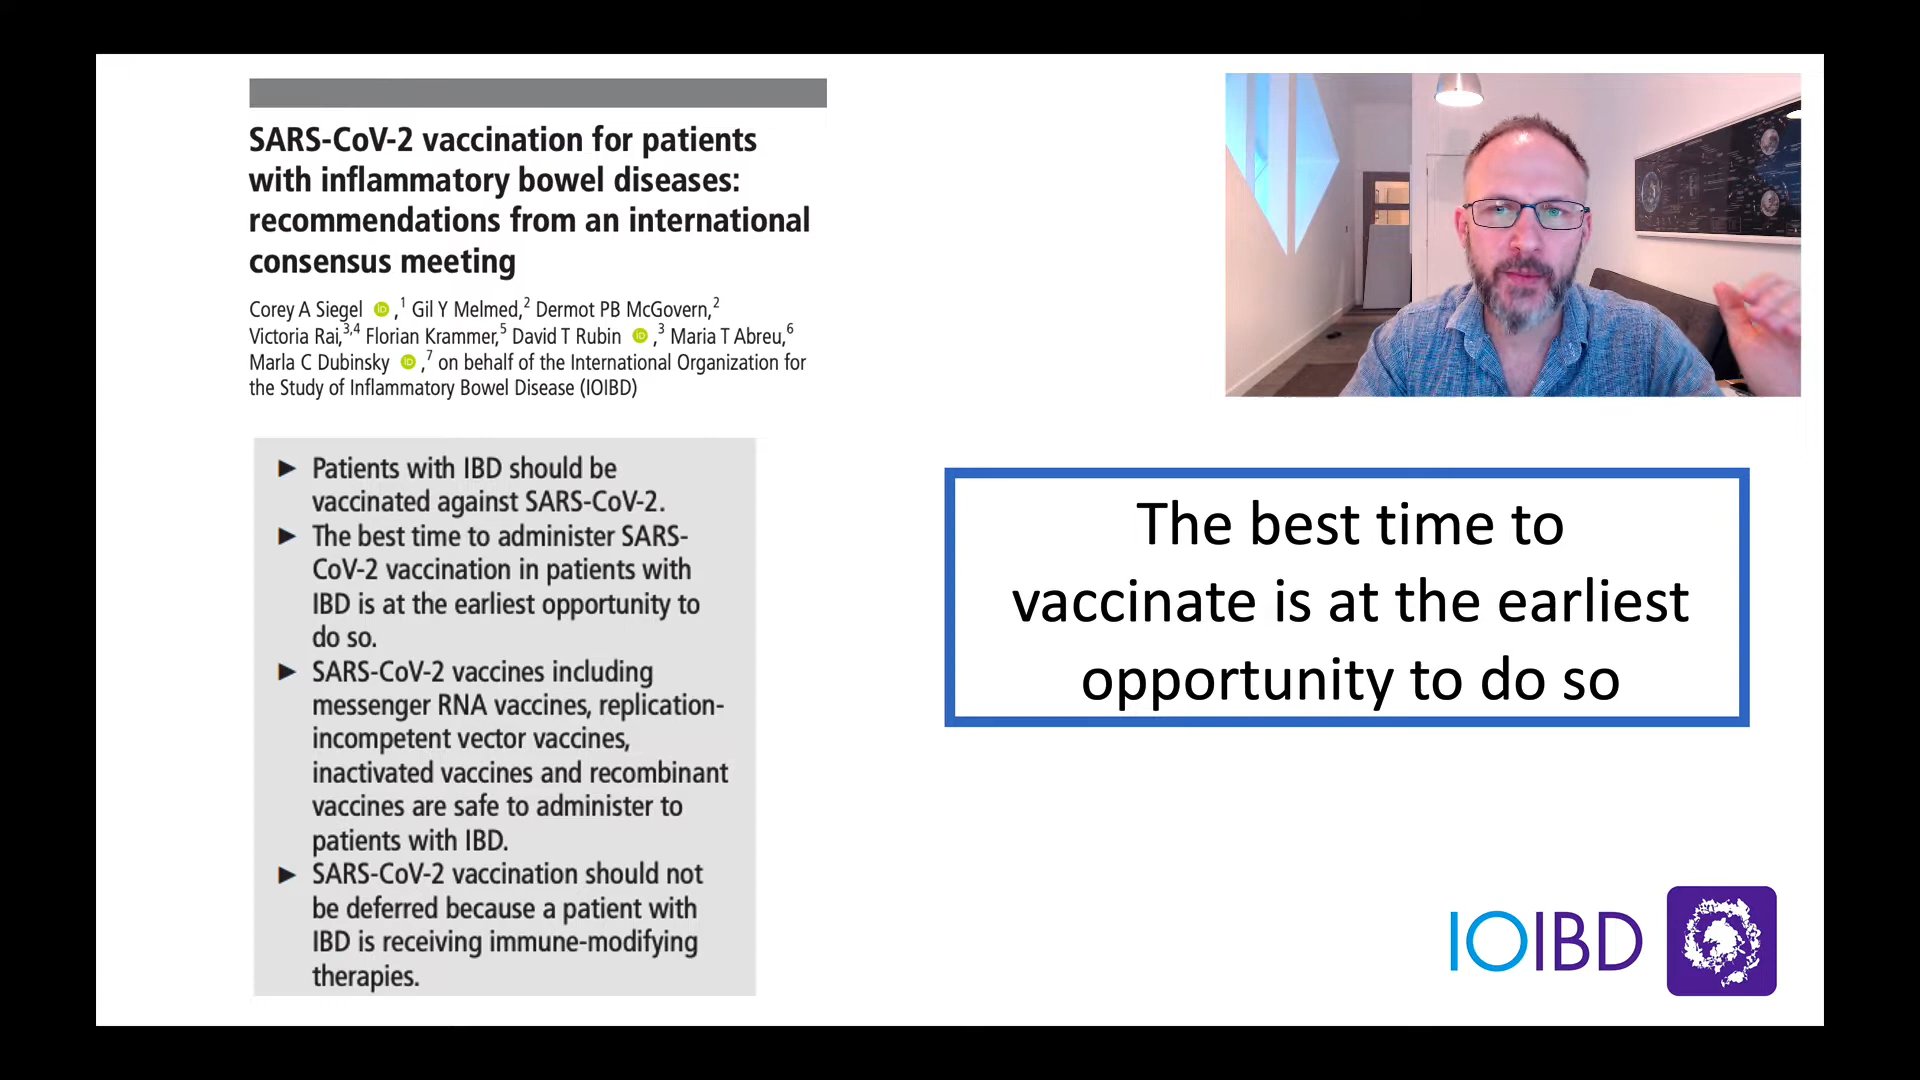 SARS-CoV-2 vaccination for patients
with inflammatory bowel diseases:
recommendations from an international
consensus meeting
Corey A Siegel iD ,1 Gil Y Melmed,2 Dermot PB McGovern,2
Victoria Rai,3,4 Florian Krammer,5 David T Rubin iD ,3 Maria T Abreu,6
Marla C Dubinsky iD ,7 on behalf of the International Organization for
the Study of Inflammatory Bowel Disease (IOIBD)
► Patients with IBD should be
vaccinated against SARS-CoV-2.
► The best time to administer SARS-
CoV-2 vaccination in patients with
IBD is at the earliest opportunity to
do so.
► SARS-CoV-2 vaccines including
messenger RNA vaccines, replication-
incompetent vector vaccines,
inactivated vaccines and recombinant
vaccines are safe to administer to
patients with IBD.
► SARS-CoV-2 vaccination should not
be deferred because a patient with
IBD is receiving immune-modifying
therapies.
The best time to
vaccinate is at the earliest
opportunity to do so
IOIBD